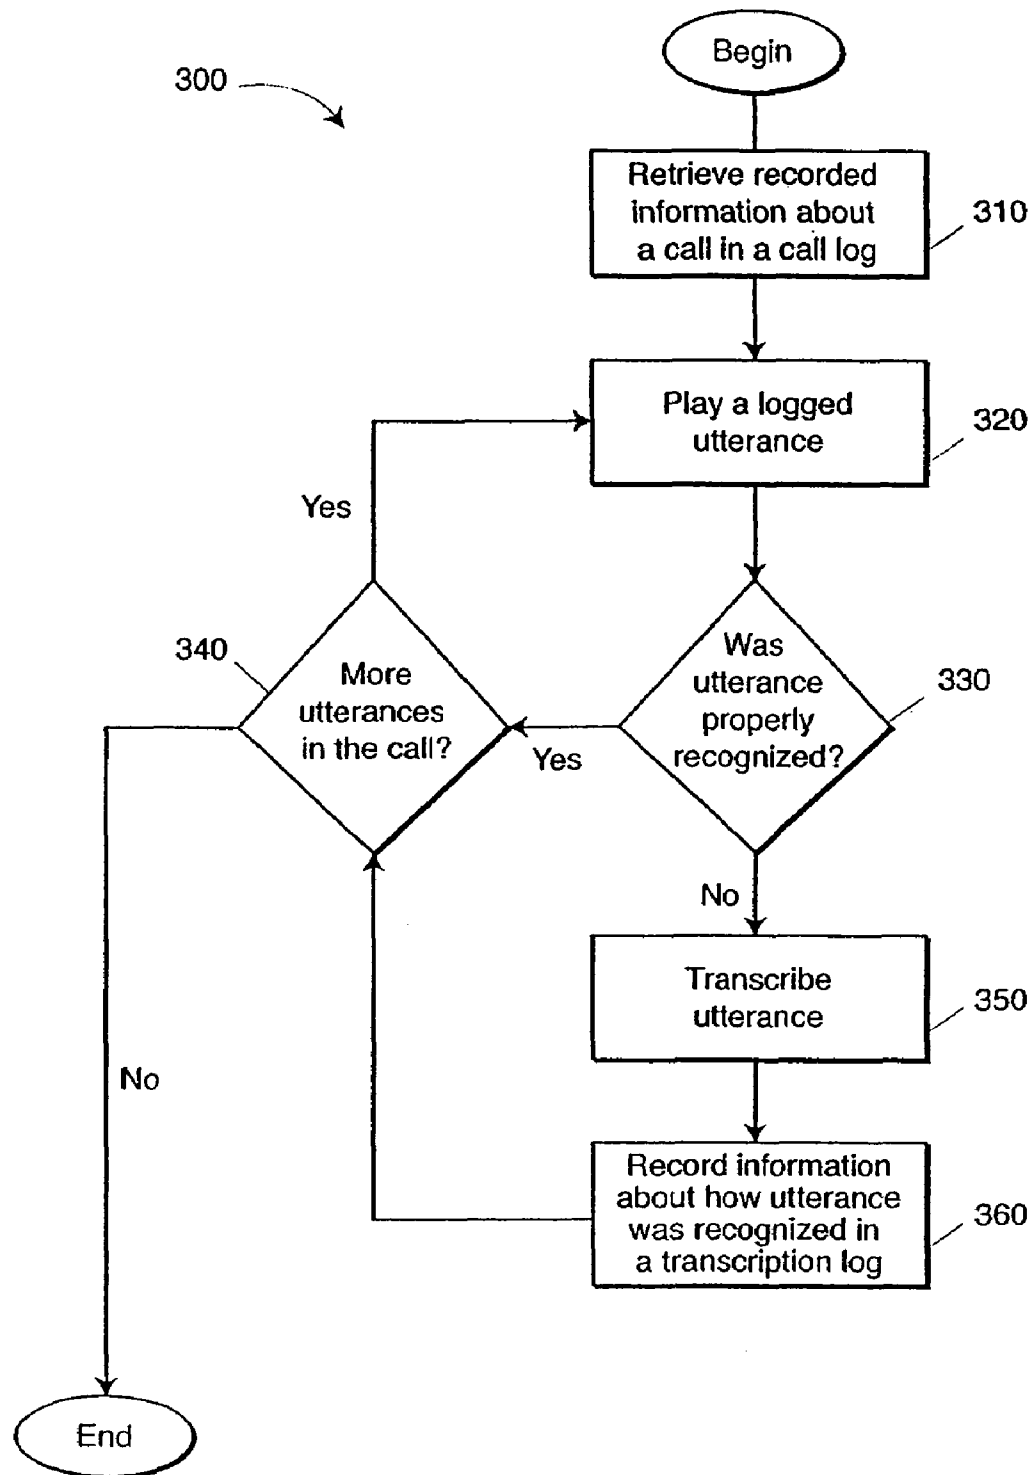 Begin
300
Retrieve recorded
information about
a call in a call log
310
Play a logged
utterance
320
Yes
Was
utterance
properly
recognized?
330
340
More
utterances
in the call?
Yes
No
Transcribe
utterance
350
No
Record information
about how utterance
was recognized in
a transcription log
360
End